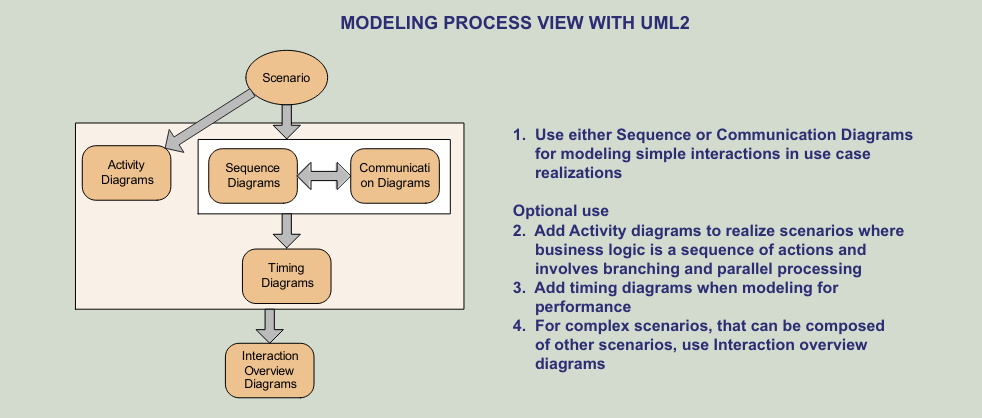 MODELING PROCESS VIEW WITH UML2
Scenario
Activity
Diagrams
Sequence
Diagrams
Communicati
on Diagrams
Timing
Diagrams
Interaction
Overview
Diagrams
1. Use either Sequence or Communication Diagrams
for modeling simple interactions in use case
realizations
Optional use
2. Add Activity diagrams to realize scenarios where
business logic is a sequence of actions and
involves branching and parallel processing
3. Add timing diagrams when modeling for
performance
4. For complex scenarios, that can be composed
of other scenarios, use Interaction overview
diagrams